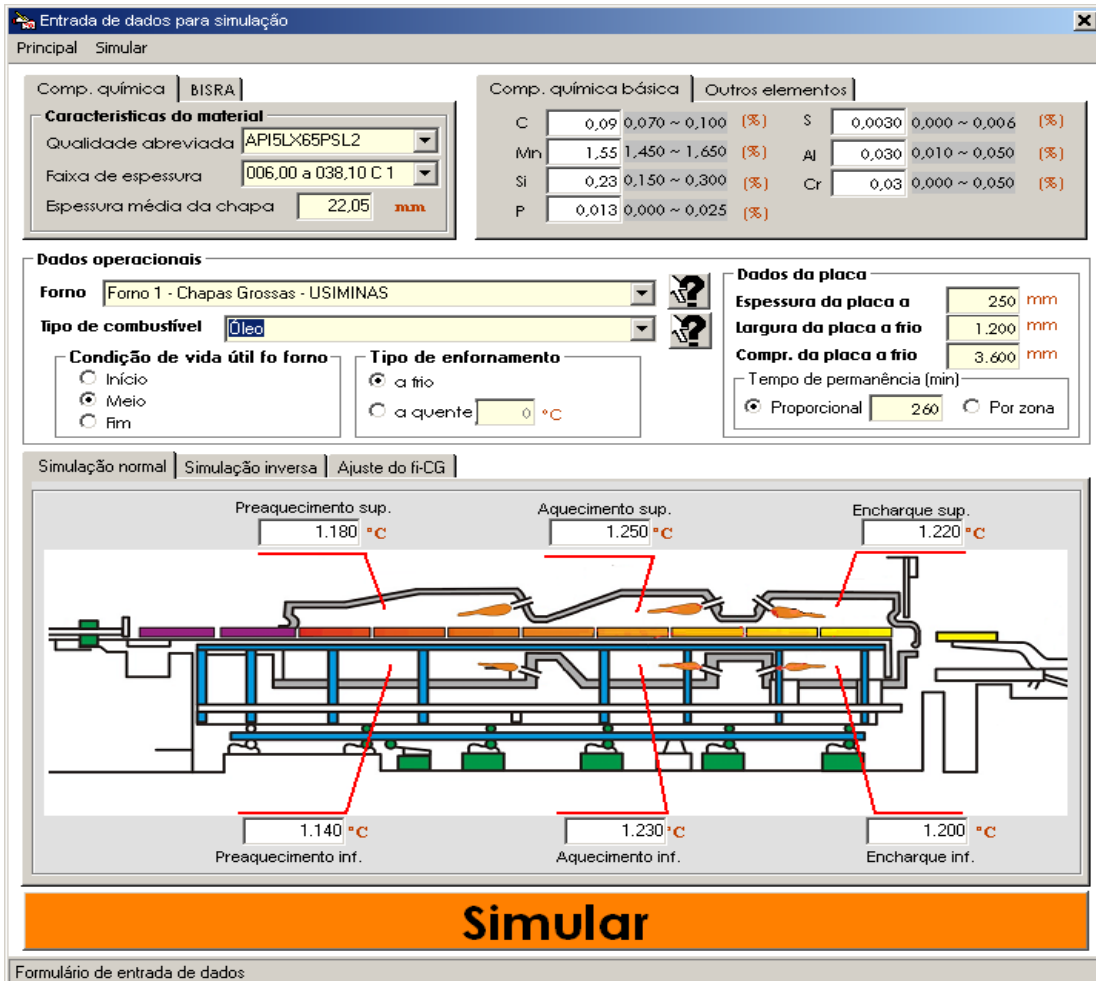 Entrada de dados para simulação
Principal Simular
Comp. química BISRA
Caracteristicas do material
Qualidade abreviada API5LX65PSL2
Faixa de espessura 006,00 a 038,10 C 1
Espessura média da chapa 22,05 mm
Comp. química básica Outros elementos
C 0,09 0,070 ~ 0,100 (%) S 0,0030 0,000 ~ 0,006 (%)
Mn 1,55 1,450 ~ 1,650 (%) Al 0,030 0,010 ~ 0,050 (%)
Si 0,23 0,150 ~ 0,300 (%) Cr 0,03 0,000 ~ 0,050 (%)
P 0,013 0,000 ~ 0,025 (%)
Dados operacionais
Forno Forno 1 - Chapas Grossas - USIMINAS
Tipo de combustível Óleo
Condição de vida útil fo forno
Início
Meio
Fim
Tipo de enfornamento
a frio
a quente 0 °C
Dados da placa
Espessura da placa a 250 mm
Largura da placa a frio 1.200 mm
Compr. da placa a frio 3.600 mm
Tempo de permanência (min)
Proporcional 260 Por zona
Simulação normal Simulação inversa Ajuste do fi-CG
Preaquecimento sup. Aquecimento sup. Encharque sup.
1.180 °C 1.250 °C 1.220 °C
1.140 °C 1.230 °C 1.200 °C
Preaquecimento inf. Aquecimento inf. Encharque inf.
Simular
Formulário de entrada de dados